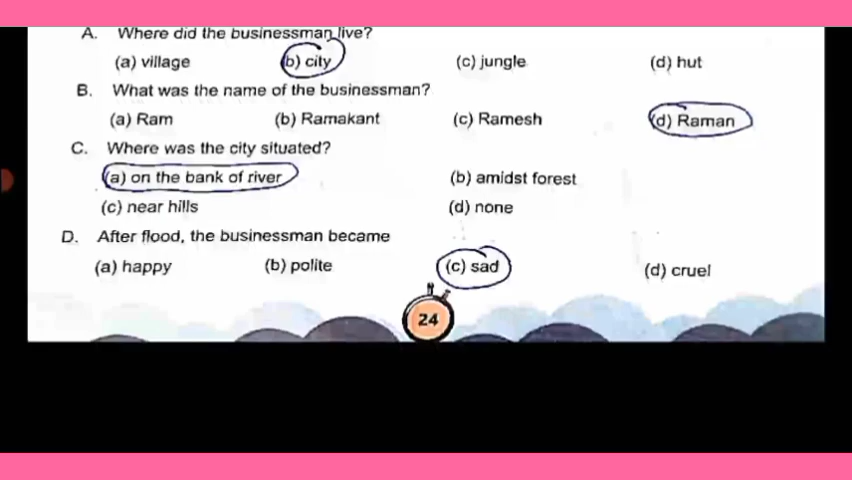 A. Where did the businessman live?
(a) village (b) city (c) jungle (d) hut
B. What was the name of the businessman?
(a) Ram (b) Ramakant (c) Ramesh (d) Raman
C. Where was the city situated?
(a) on the bank of river (b) amidst forest
(c) near hills (d) none
D. After flood, the businessman became
(a) happy (b) polite (c) sad (d) cruel
24